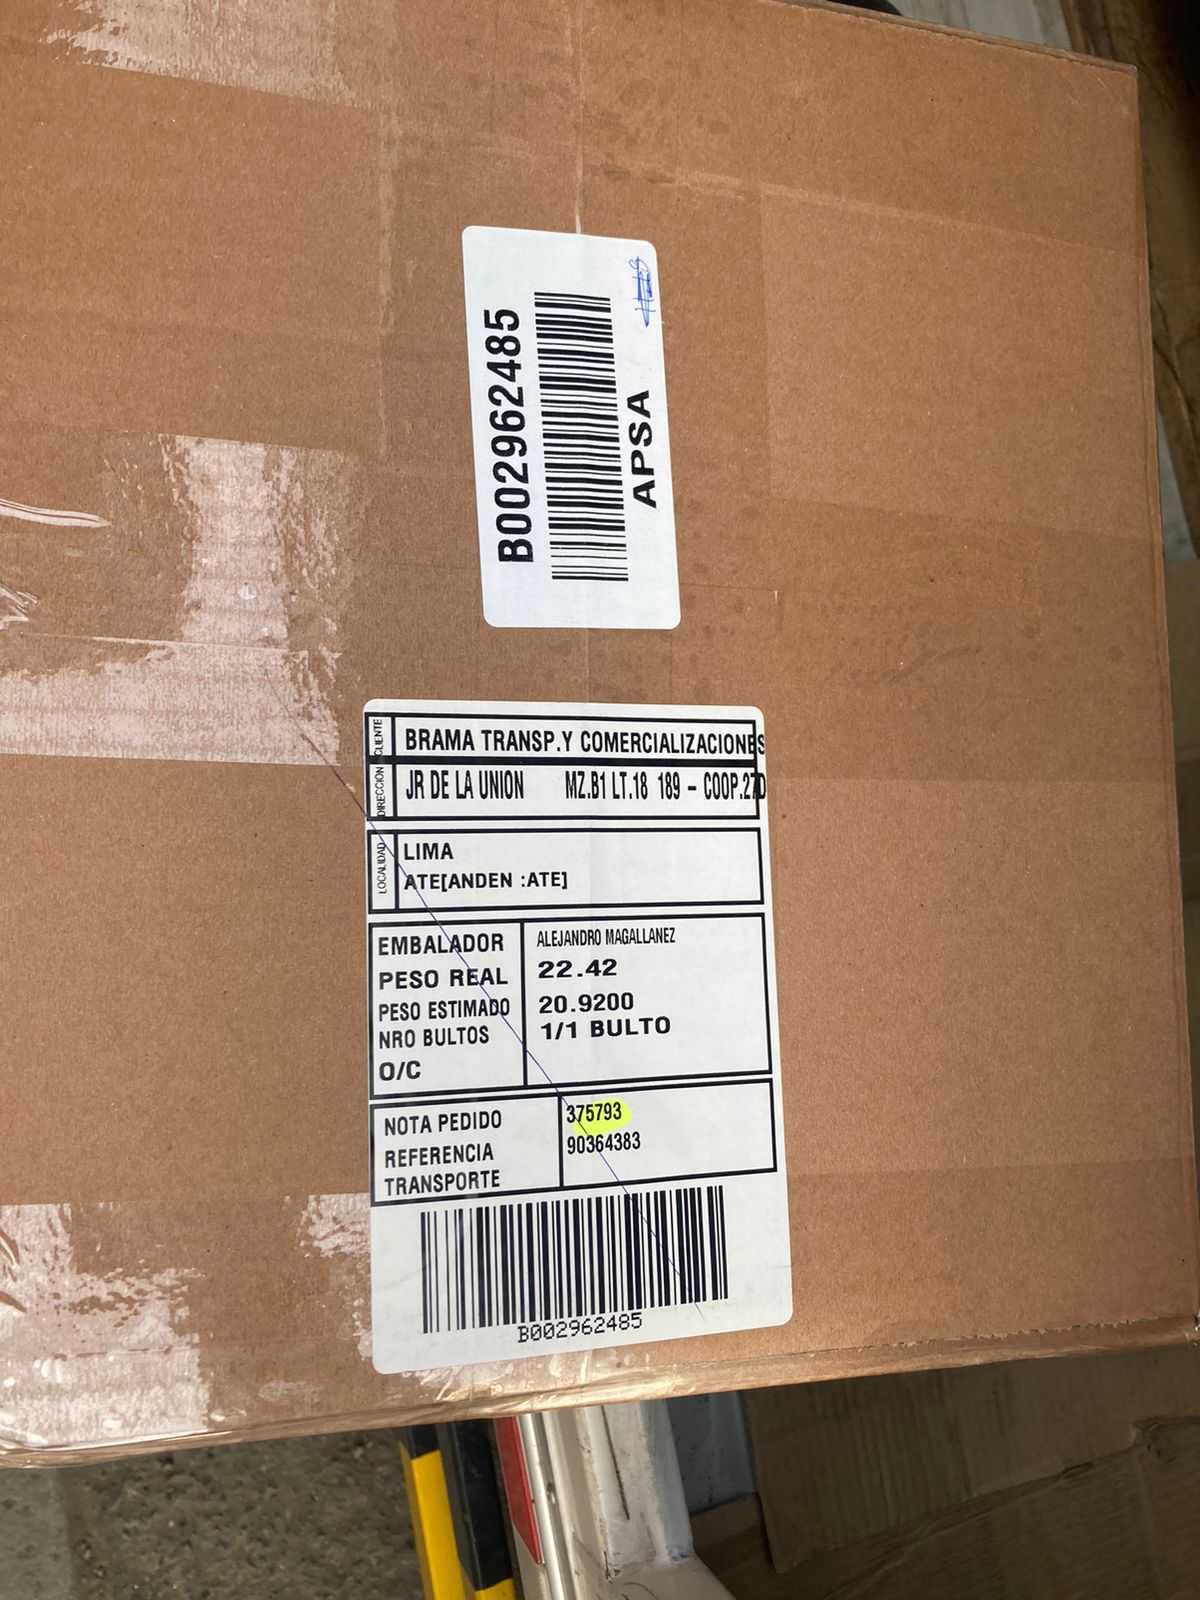 B002962485
APSA
CLIENTE
BRAMA TRANSP.Y COMERCIALIZACIONES
DIRECCION
JR DE LA UNION MZ.B1 LT.18 189 - COOP.27D
LOCALIDAD
LIMA
ATE[ANDEN :ATE]
EMBALADOR ALEJANDRO MAGALLANEZ
PESO REAL 22.42
PESO ESTIMADO 20.9200
NRO BULTOS 1/1 BULTO
O/C
NOTA PEDIDO 375793
REFERENCIA 90364383
TRANSPORTE
B002962485